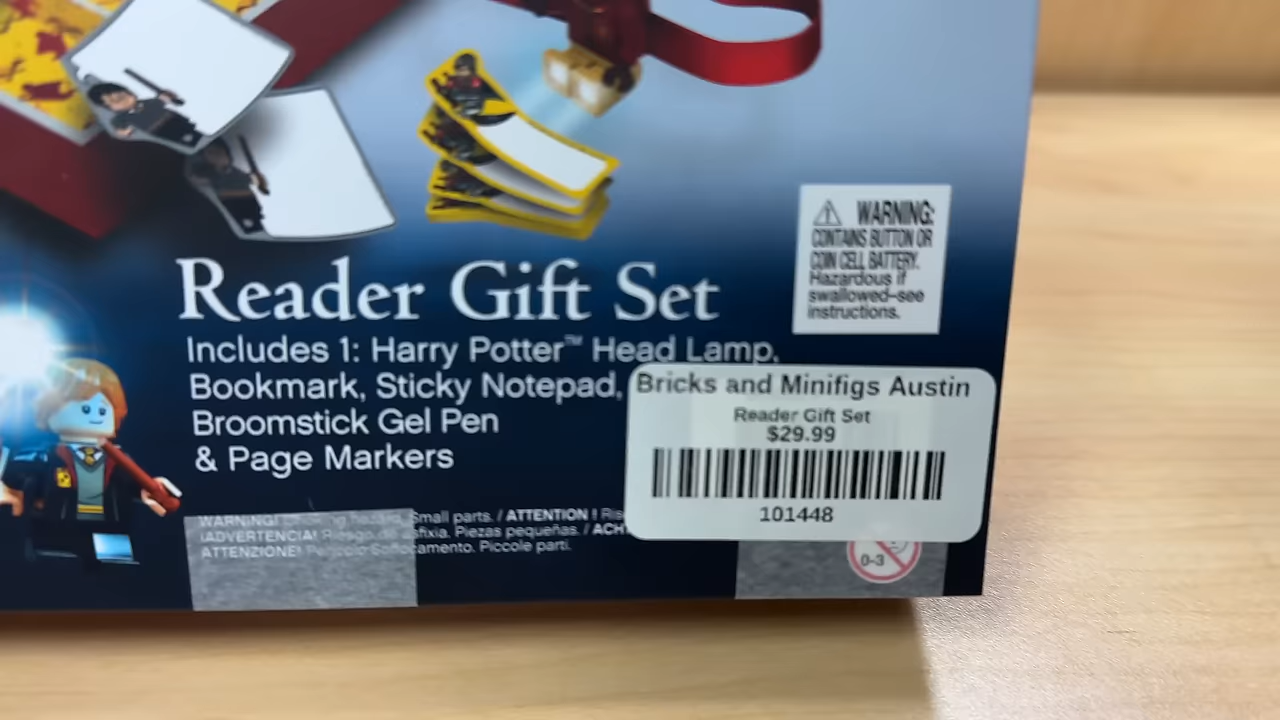 WARNING:
CONTAINS BUTTON OR
COIN CELL BATTERY.
Hazardous if
swallowed–see
instructions.
Reader Gift Set
Includes 1: Harry Potter™ Head Lamp,
Bookmark, Sticky Notepad,
Broomstick Gel Pen
& Page Markers
Bricks and Minifigs Austin
Reader Gift Set
$29.99
101448
WARNING! Small parts. / ATTENTION !
¡ADVERTENCIA! Riesgo de asfixia. Piezas pequeñas. /
ATTENZIONE! Pericolo Soffocamento. Piccole parti.
0-3